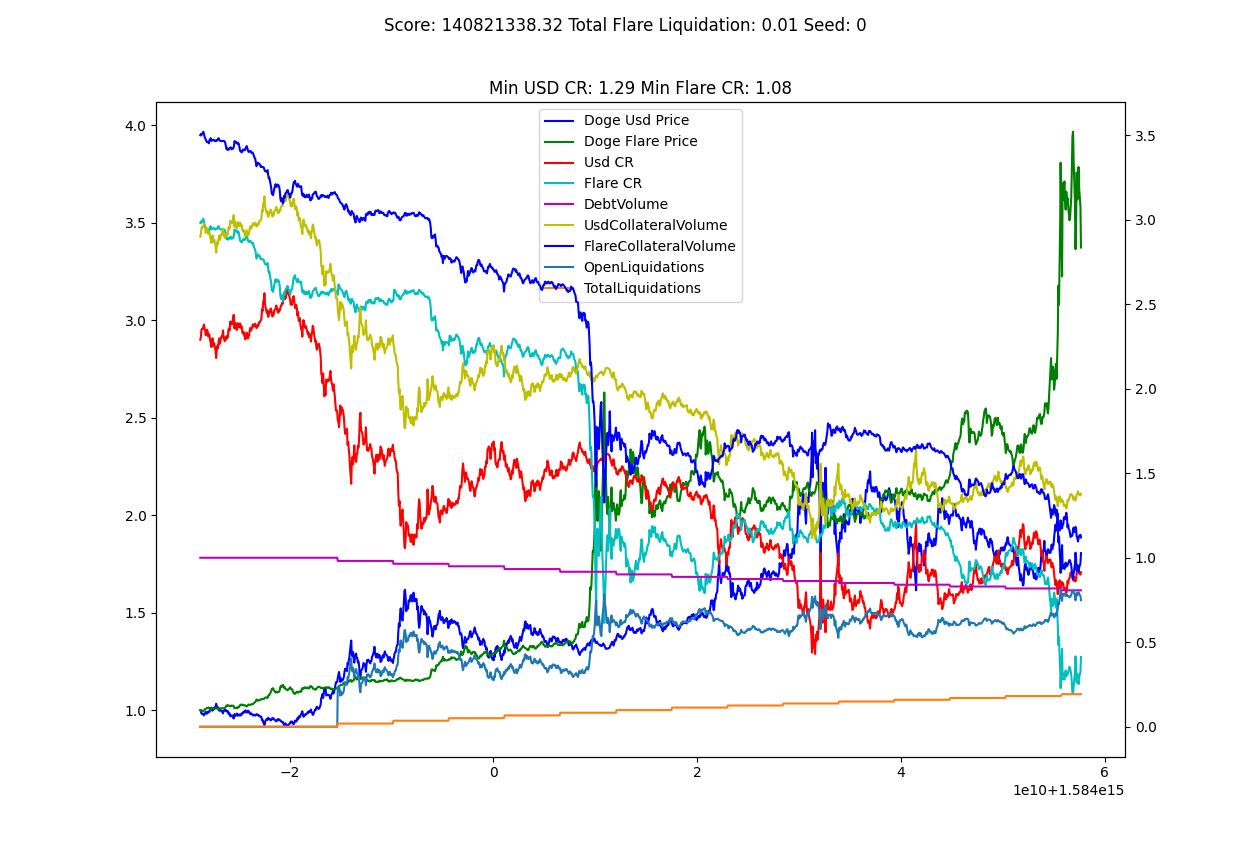 Score: 140821338.32 Total Flare Liquidation: 0.01 Seed: 0
Min USD CR: 1.29 Min Flare CR: 1.08
Doge Usd Price
Doge Flare Price
Usd CR
Flare CR
DebtVolume
UsdCollateralVolume
FlareCollateralVolume
OpenLiquidations
TotalLiquidations
4.0
3.5
3.0
2.5
2.0
1.5
1.0
3.5
3.0
2.5
2.0
1.5
1.0
0.5
0.0
−2 0 2 4 6
1e10+1.584e15